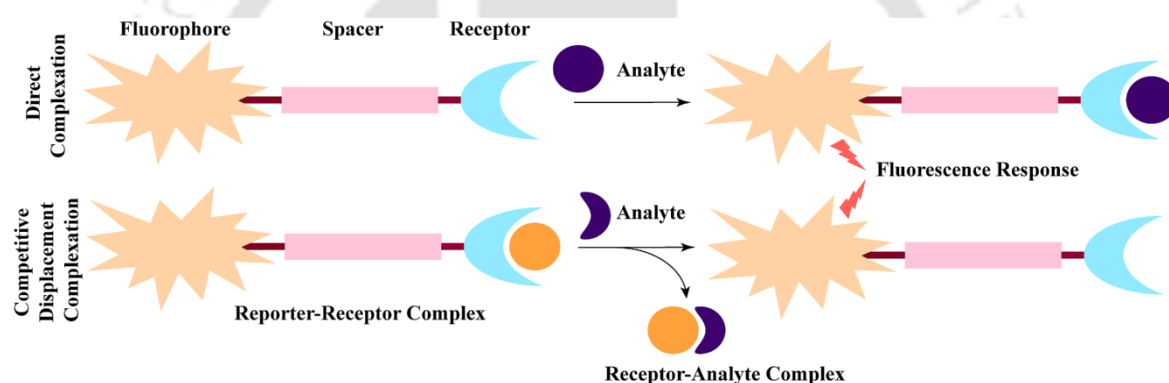 Fluorophore Spacer Receptor
Direct
Complexation
Analyte
Fluorescence Response
Competitive
Displacement
Complexation
Analyte
Reporter-Receptor Complex
Receptor-Analyte Complex